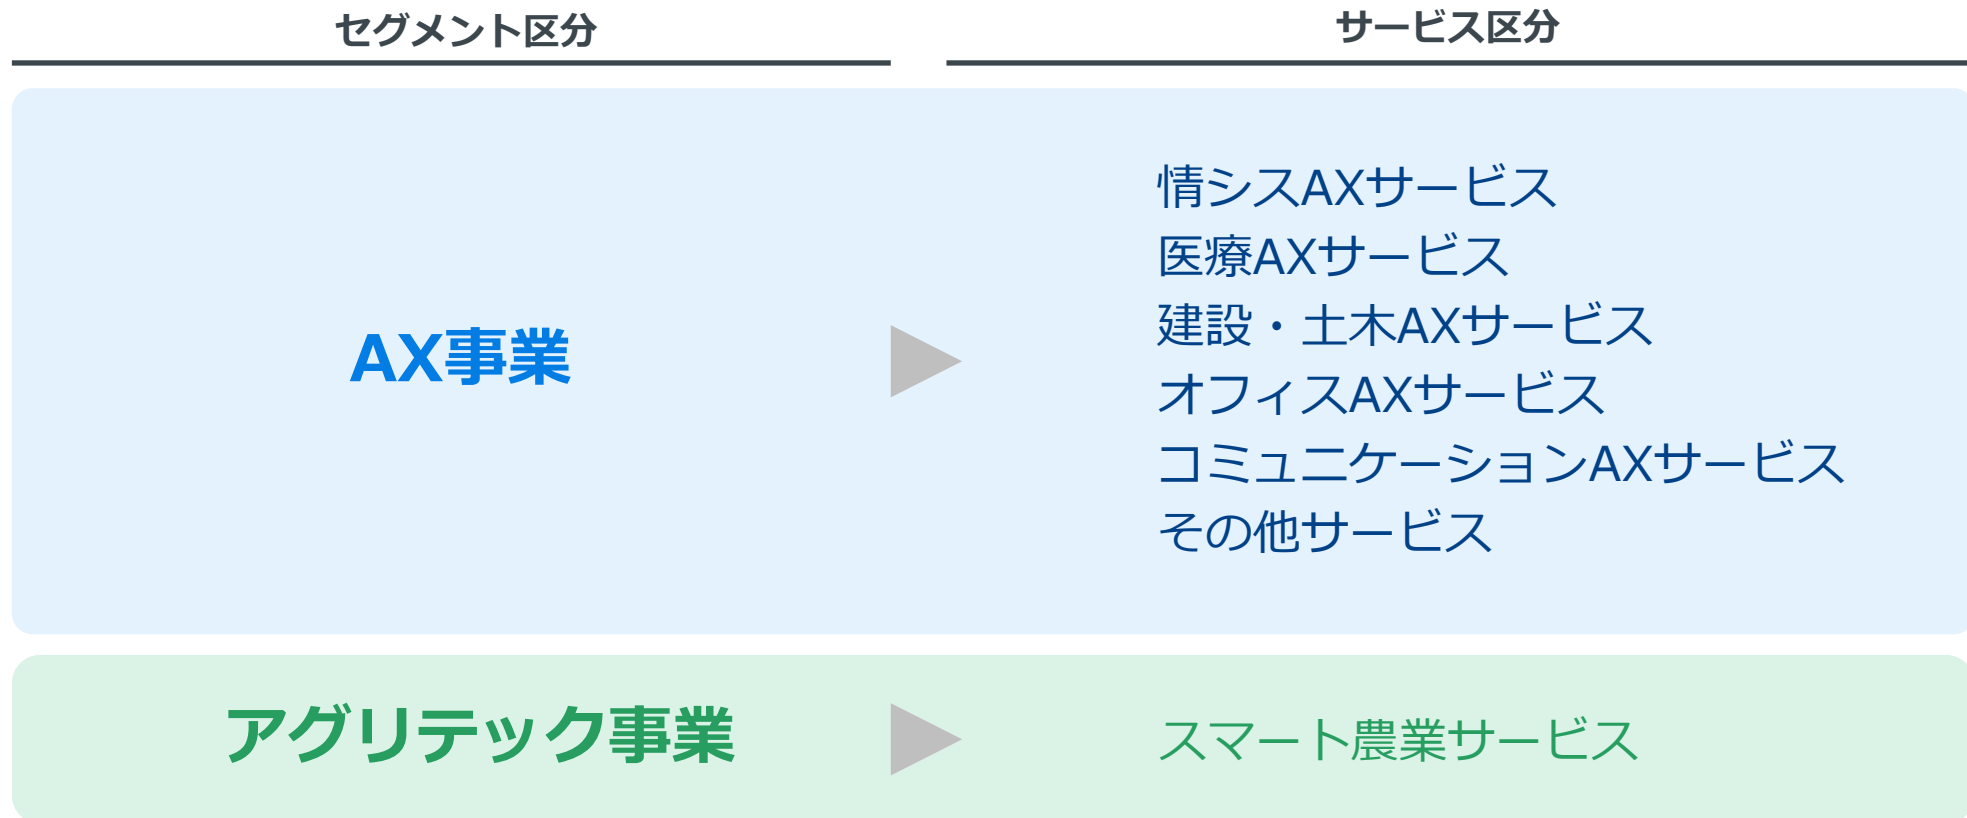 セグメント区分
サービス区分
AX事業
情シスAXサービス
医療AXサービス
建設・土木AXサービス
オフィスAXサービス
コミュニケーションAXサービス
その他サービス
アグリテック事業
スマート農業サービス